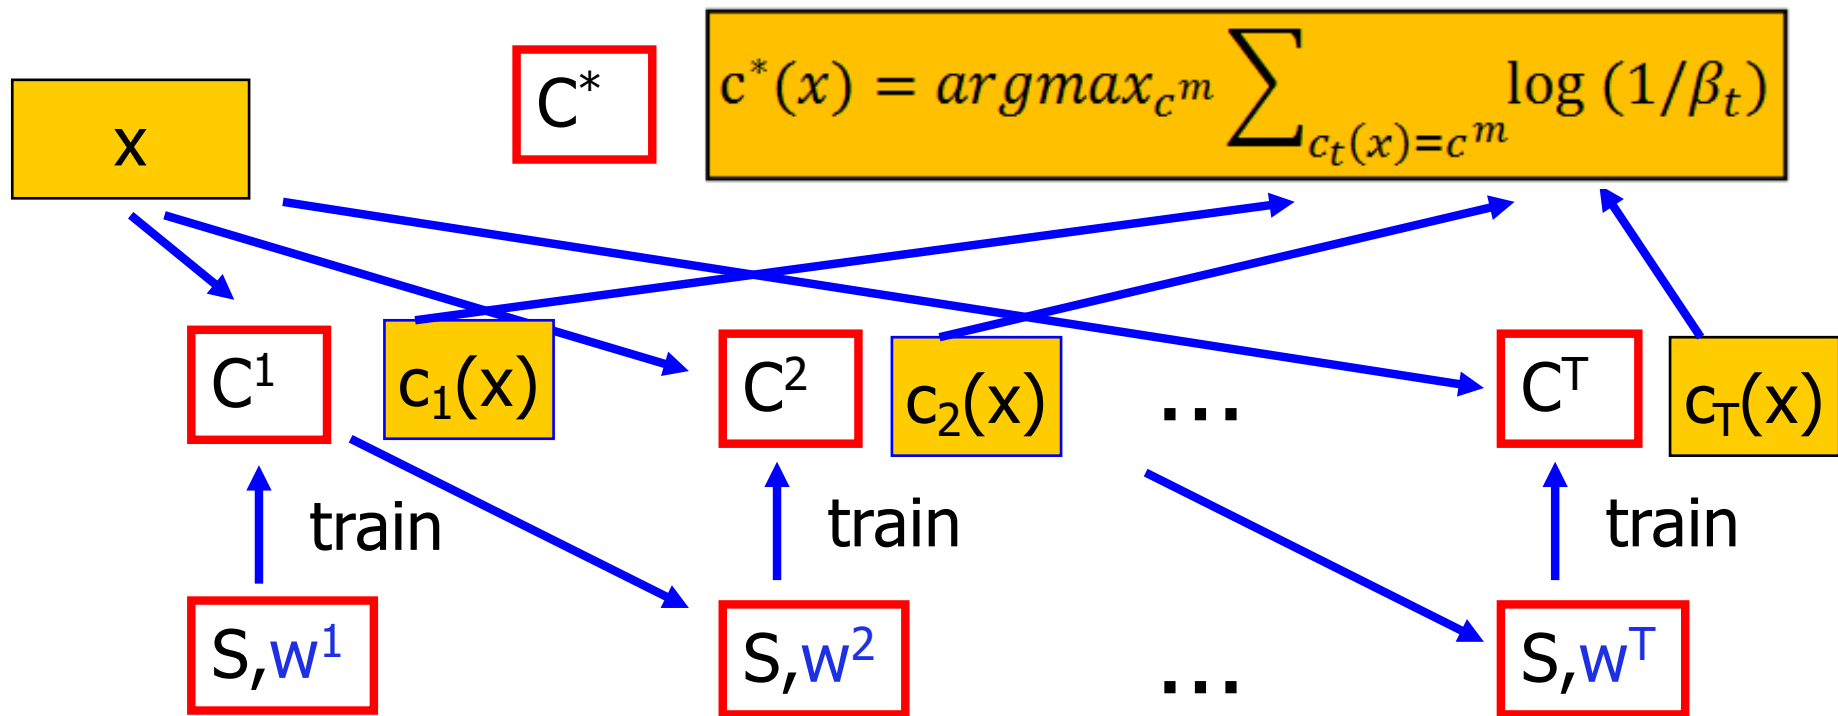 C*
c*(x) = argmax_{c^m} ∑_{c_t(x)=c^m} log (1/β_t)
x
C¹ c₁(x) C² c₂(x) ... Cᵀ c_T(x)
train train train
S,w¹ S,w² ... S,wᵀ